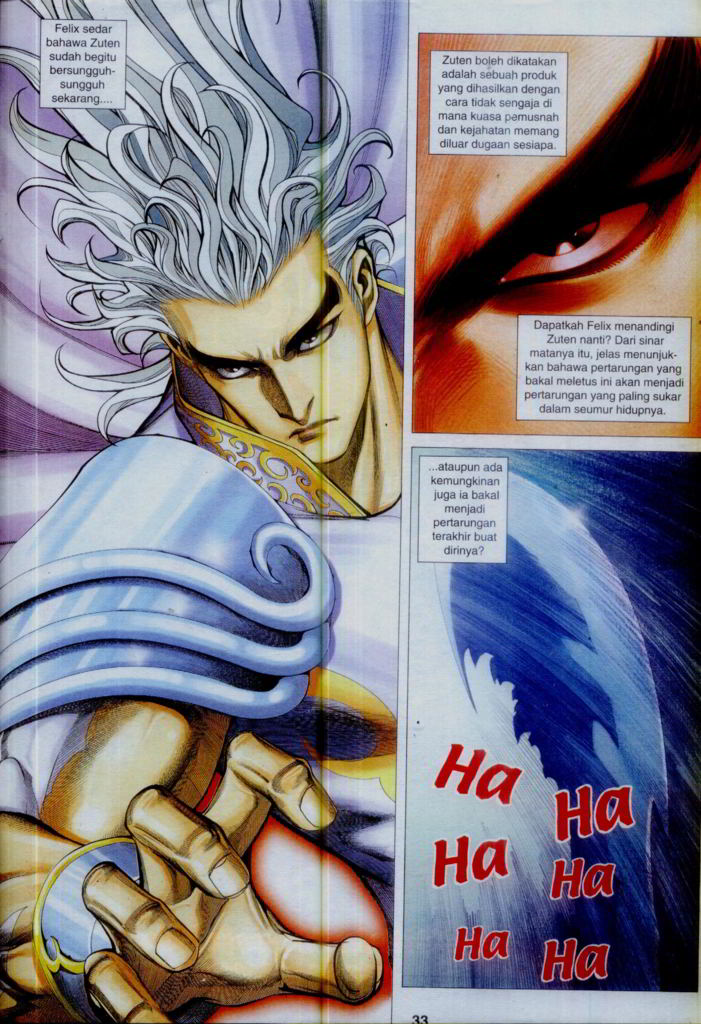 Felix sedar
bahawa Zuten
sudah begitu
bersungguh-
sungguh
sekarang....
Zuten boleh dikatakan
adalah sebuah produk
yang dihasilkan dengan
cara tidak sengaja di
mana kuasa pemusnah
dan kejahatan memang
diluar dugaan sesiapa.
Dapatkah Felix menandingi
Zuten nanti? Dari sinar
matanya itu, jelas menunjuk-
kan bahawa pertarungan yang
bakal meletus ini akan menjadi
pertarungan yang paling sukar
dalam seumur hidupnya.
...ataupun ada
kemungkinan
juga ia bakal
menjadi
pertarungan
terakhir buat
dirinya?
Ha
Ha
Ha
Ha
Ha
Ha
33